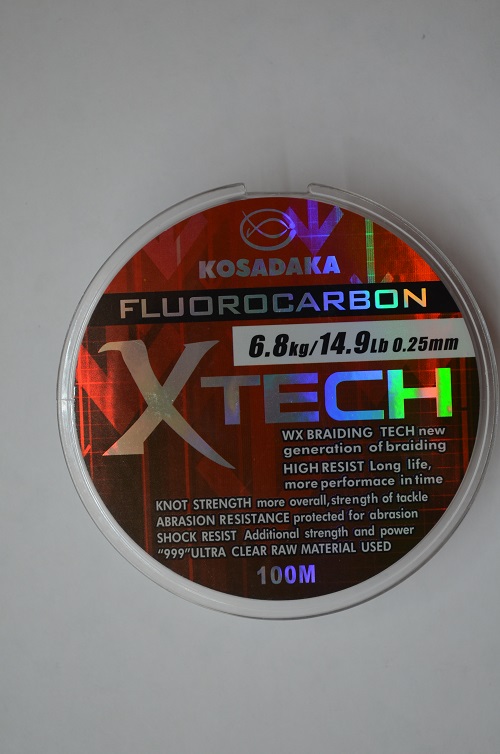 KOSADAKA
FLUOROCARBON
6.8kg/14.9Lb 0.25mm
XTECH
WX BRAIDING TECH new
generation of braiding
HIGH RESIST Long life,
more performace in time
KNOT STRENGTH more overall,strength of tackle
ABRASION RESISTANCE protected for abrasion
SHOCK RESIST Additional strength and power
"999"ULTRA CLEAR RAW MATERIAL USED
100M